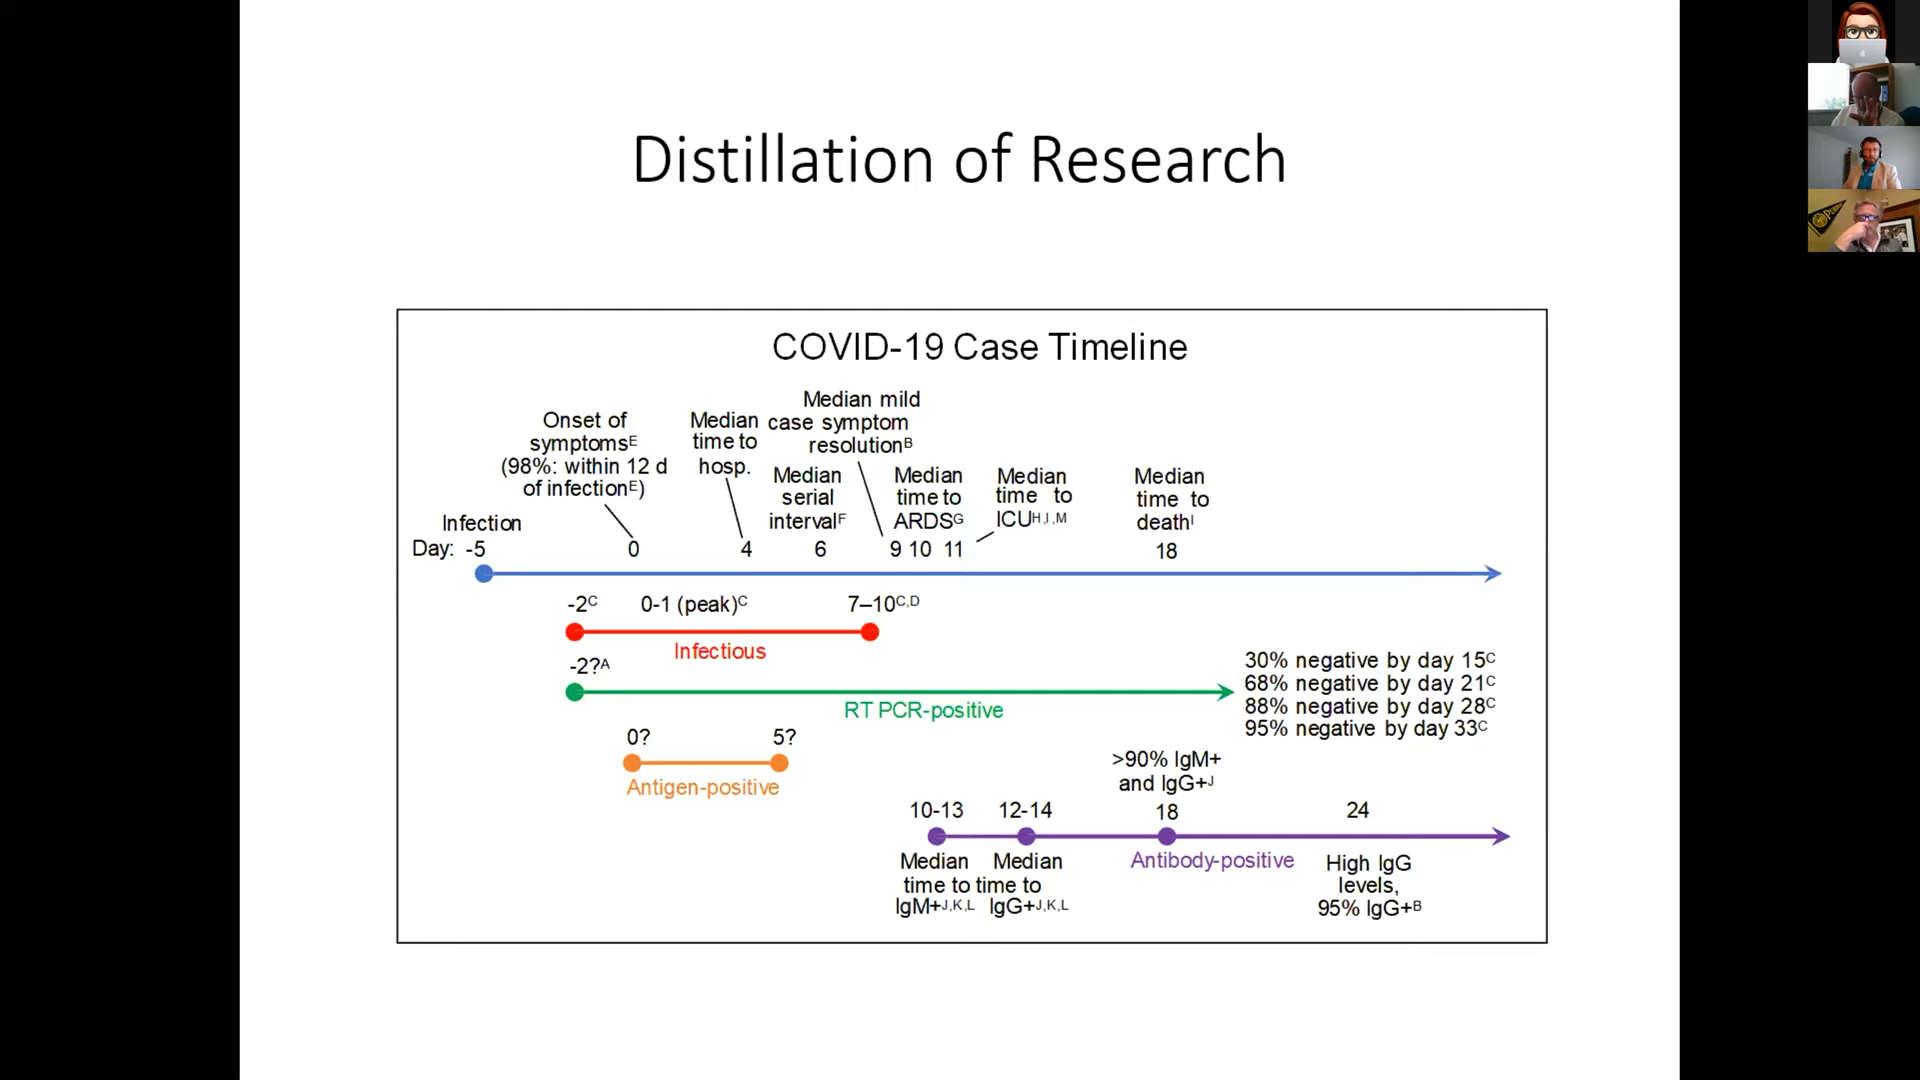 Distillation of Research
COVID-19 Case Timeline
Onset of
symptomsE
(98%: within 12 d
of infectionE)
Median
time to
hosp.
Median mild
case symptom
resolutionB
Median
serial
intervalF
Median
time to
ARDSG
Median
time to
ICUH,I,M
Median
time to
deathI
Infection
Day: -5 0 4 6 9 10 11 18
-2C 0-1 (peak)C 7–10C,D
Infectious
-2?A
RT PCR-positive
30% negative by day 15C
68% negative by day 21C
88% negative by day 28C
95% negative by day 33C
0? 5?
Antigen-positive
>90% IgM+
and IgG+J
10-13 12-14 18 24
Median
time to
IgM+J,K,L
Median
time to
IgG+J,K,L
Antibody-positive
High IgG
levels,
95% IgG+B